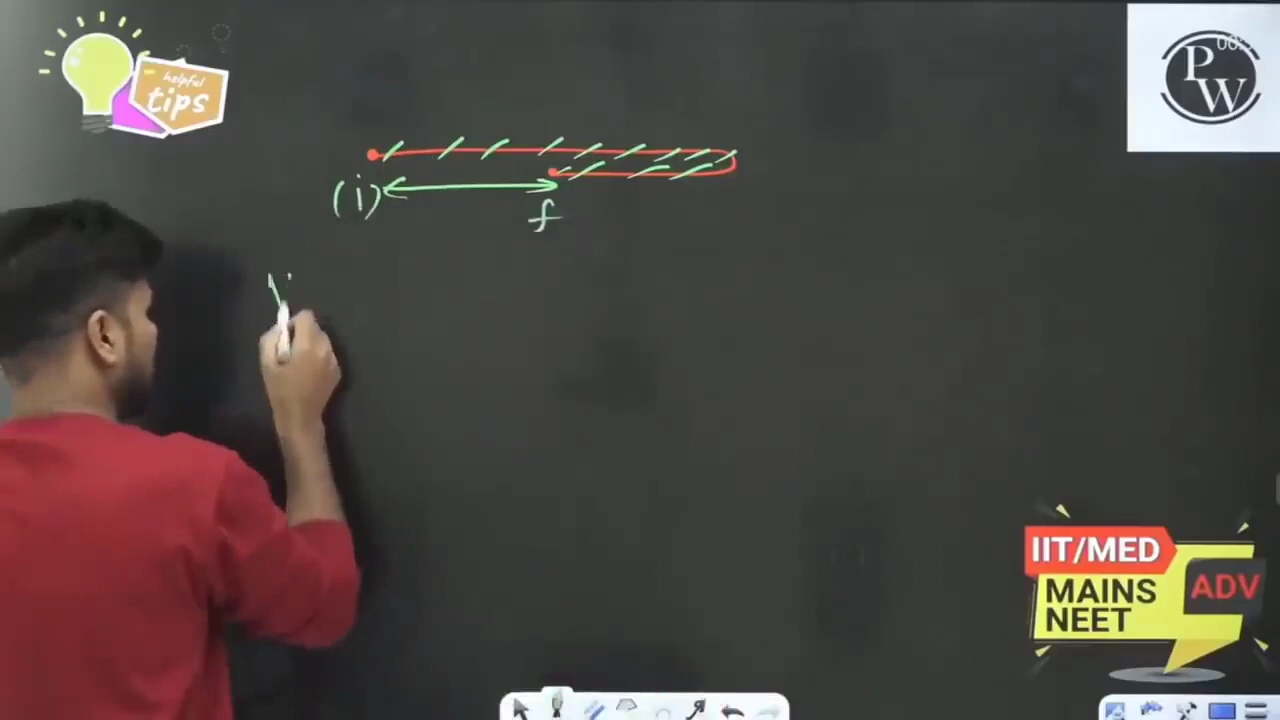 helpful
tips
PW
(i)
f
IIT/MED
MAINS
NEET
ADV